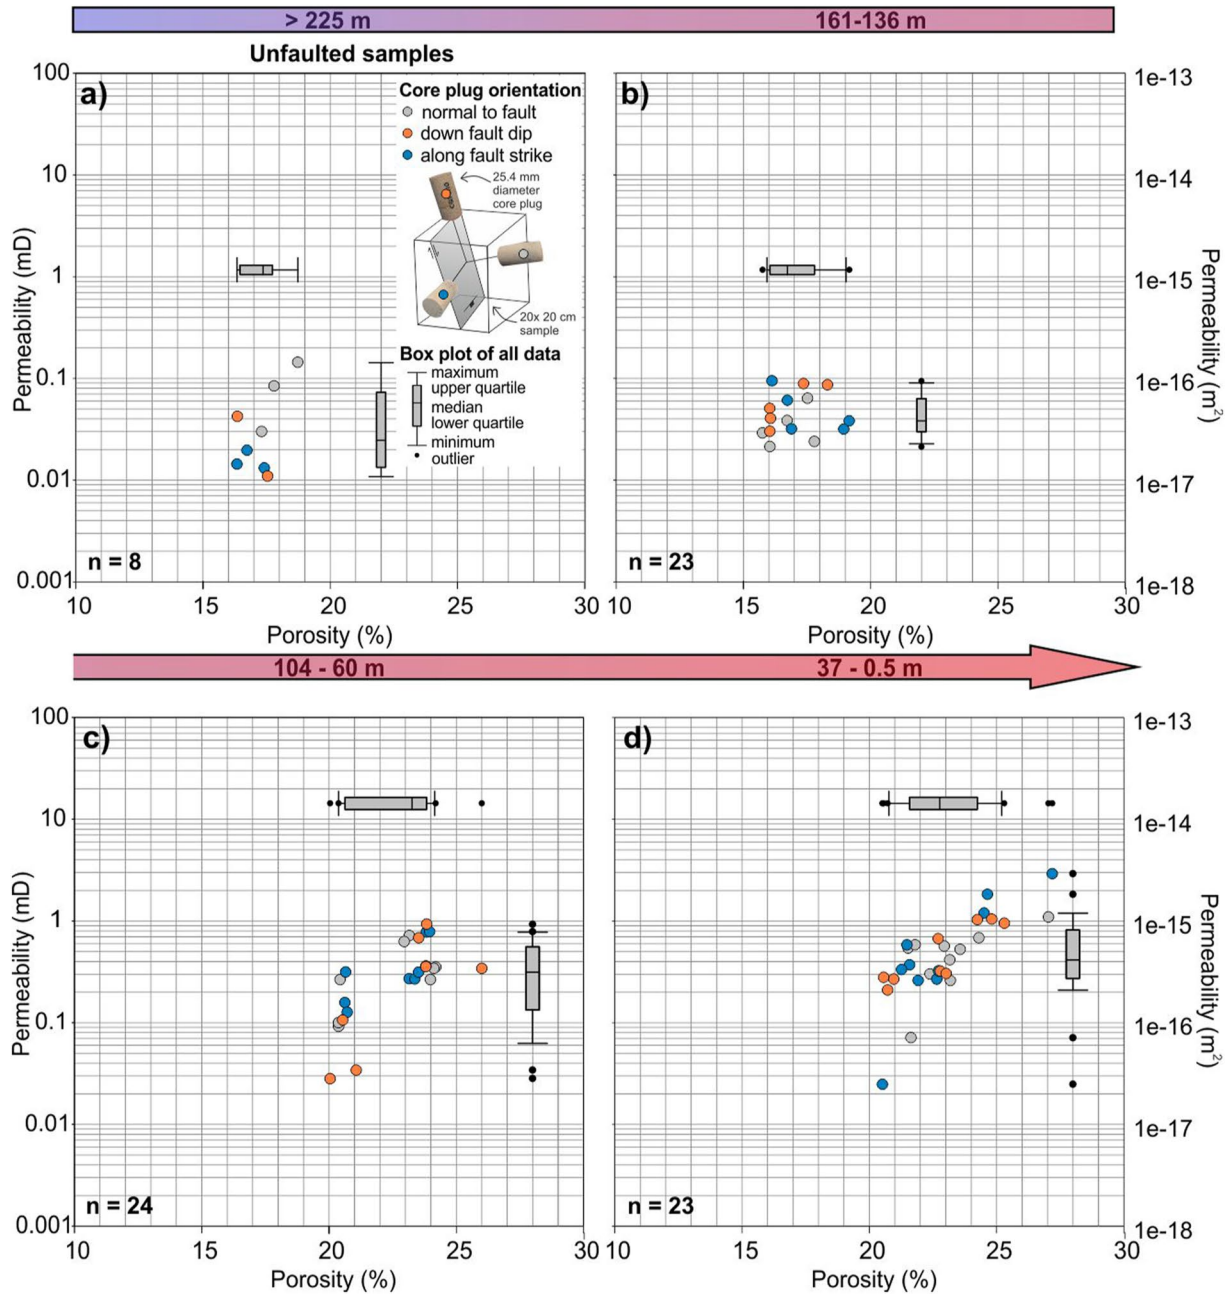 > 225 m
161-136 m
Unfaulted samples
a)
Core plug orientation
normal to fault
down fault dip
along fault strike
25.4 mm
diameter
core plug
20x 20 cm
sample
Box plot of all data
maximum
upper quartile
median
lower quartile
minimum
outlier
n = 8
100
10
1
0.1
0.01
0.001
Permeability (mD)
10
15
20
25
30
Porosity (%)
b)
n = 23
1e-13
1e-14
1e-15
1e-16
1e-17
1e-18
Permeability (m²)
10
15
20
25
30
Porosity (%)
104 - 60 m
37 - 0.5 m
c)
n = 24
100
10
1
0.1
0.01
0.001
Permeability (mD)
10
15
20
25
30
Porosity (%)
d)
n = 23
1e-13
1e-14
1e-15
1e-16
1e-17
1e-18
Permeability (m²)
10
15
20
25
30
Porosity (%)